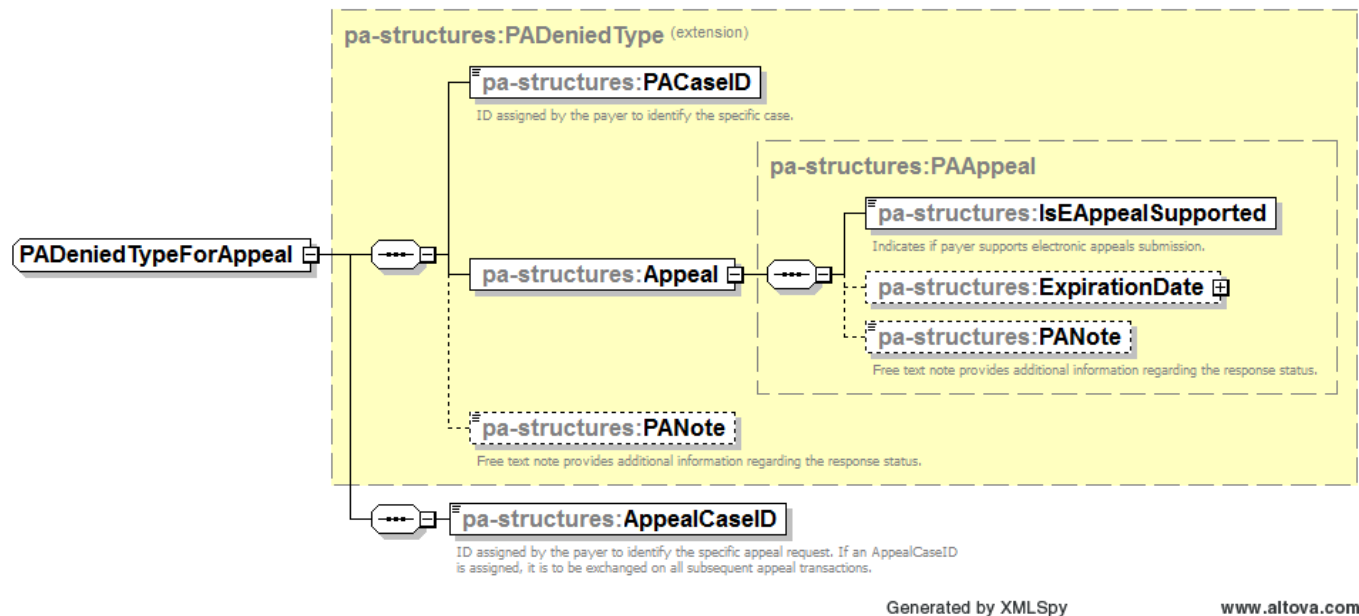 pa-structures:PADeniedType (extension)
pa-structures:PACaseID
ID assigned by the payer to identify the specific case.
pa-structures:PAAppeal
pa-structures:IsEAppealSupported
Indicates if payer supports electronic appeals submission.
PADeniedTypeForAppeal
pa-structures:Appeal
pa-structures:ExpirationDate
pa-structures:PANote
Free text note provides additional information regarding the response status.
pa-structures:PANote
Free text note provides additional information regarding the response status.
pa-structures:AppealCaseID
ID assigned by the payer to identify the specific appeal request. If an AppealCaseID
is assigned, it is to be exchanged on all subsequent appeal transactions.
Generated by XMLSpy www.altova.com